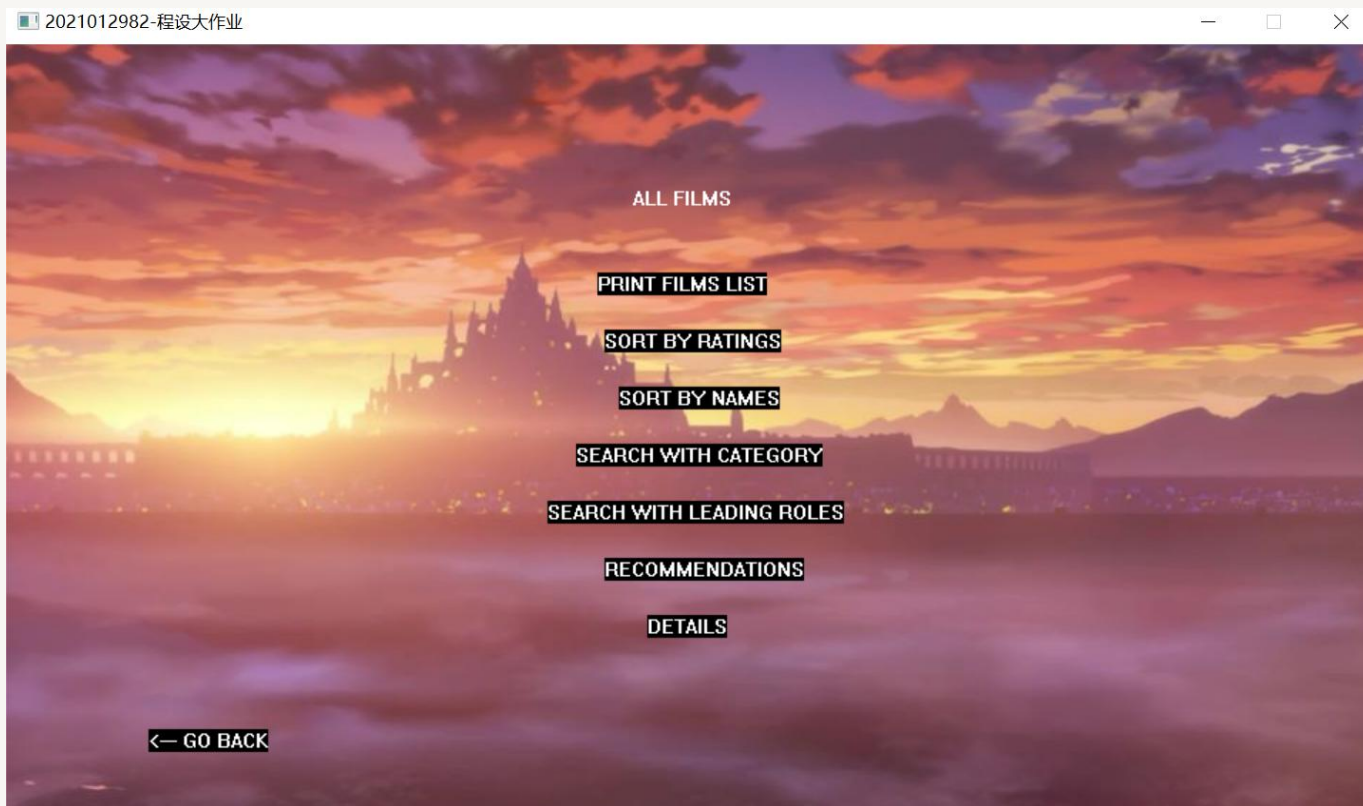 2021012982-程设大作业
ALL FILMS
PRINT FILMS LIST
SORT BY RATINGS
SORT BY NAMES
SEARCH WITH CATEGORY
SEARCH WITH LEADING ROLES
RECOMMENDATIONS
DETAILS
<— GO BACK